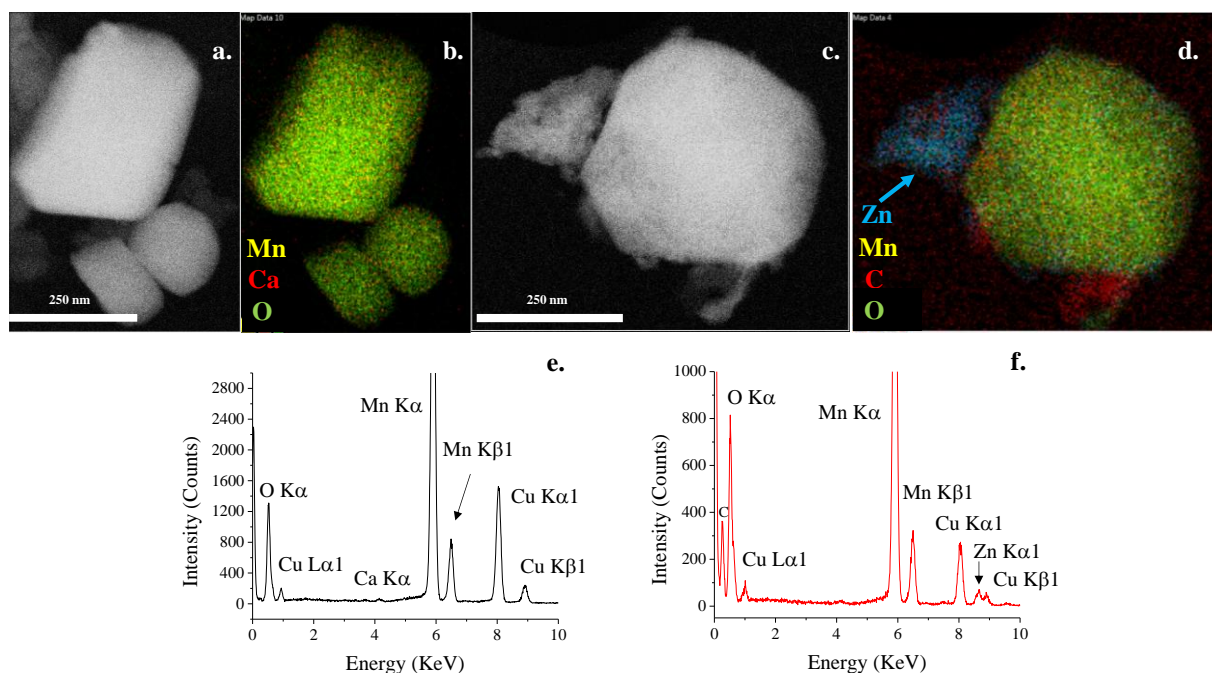 Map Data 10
Map Data 4
a.
b.
c.
d.
250 nm
Mn
Ca
O
250 nm
Zn
Mn
C
O
e.
2800
2400
2000
1600
1200
800
400
0
0
2
4
6
8
10
Intensity (Counts)
Energy (KeV)
O Kα
Cu Lα1
Ca Kα
Mn Kα
Mn Kβ1
Cu Kα1
Cu Kβ1
f.
1000
800
600
400
200
0
0
2
4
6
8
10
Intensity (Counts)
Energy (KeV)
C
O Kα
Cu Lα1
Mn Kα
Mn Kβ1
Cu Kα1
Zn Kα1
Cu Kβ1